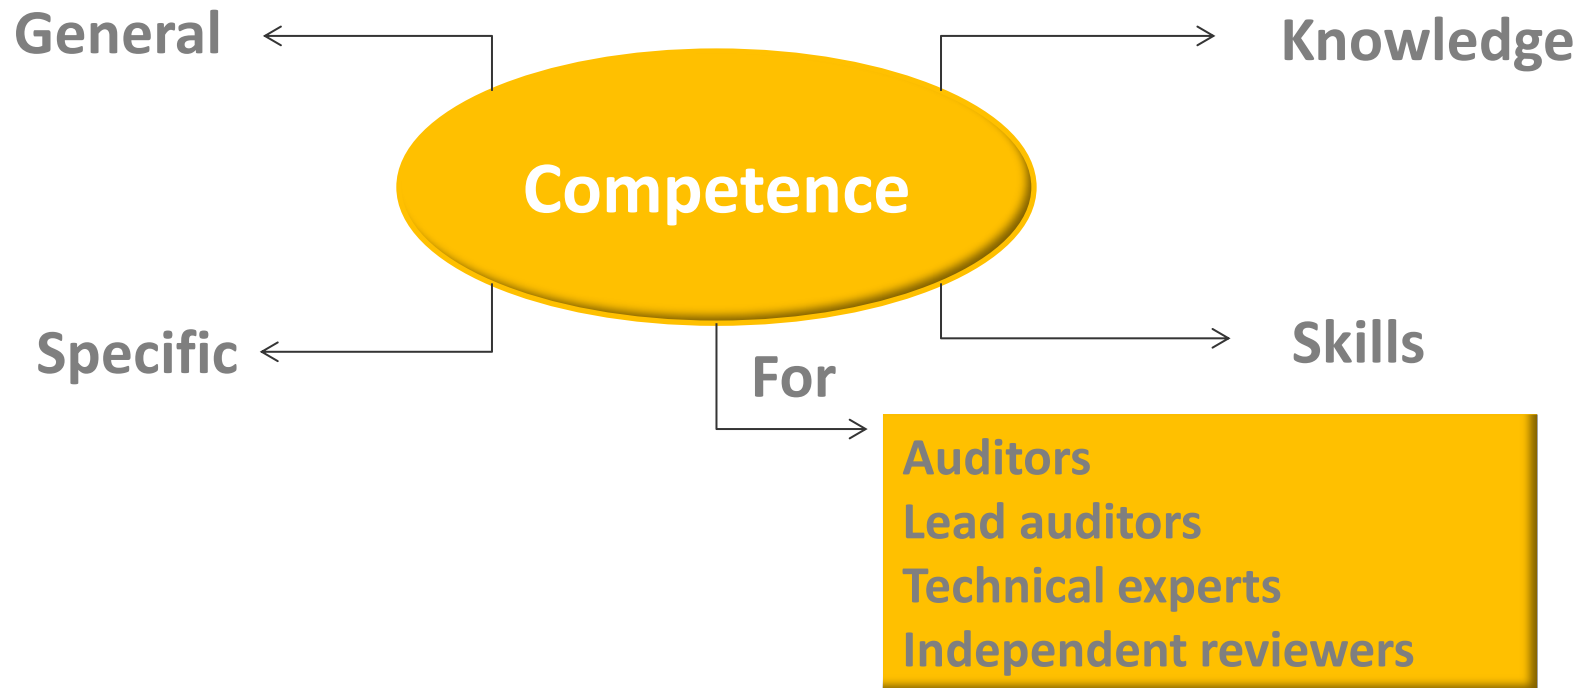 General
Knowledge
Competence
Specific
Skills
For
Auditors
Lead auditors
Technical experts
Independent reviewers